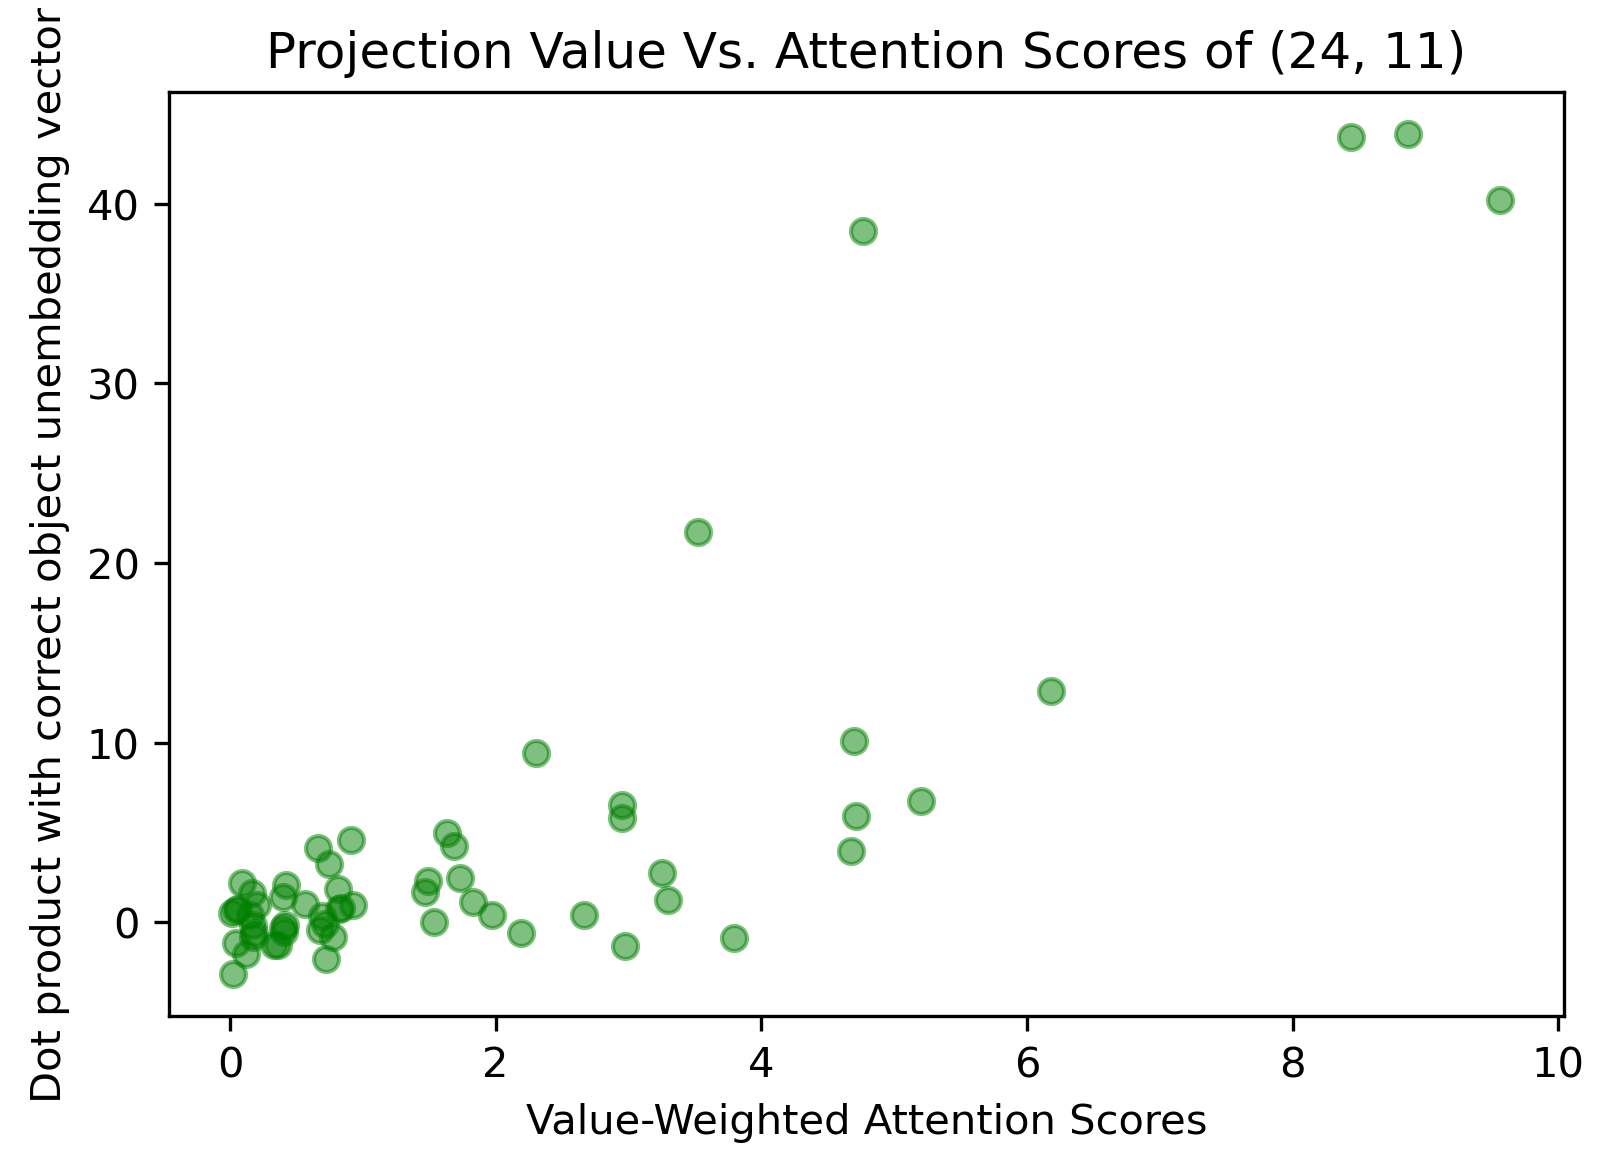 Projection Value Vs. Attention Scores of (24, 11)
Dot product with correct object unembedding vector
40
30
20
10
0
0 2 4 6 8 10
Value-Weighted Attention Scores